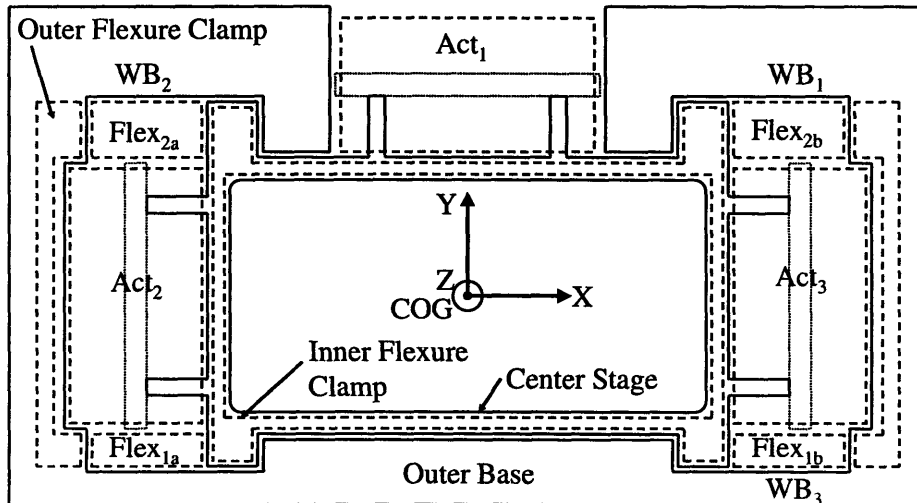 Outer Flexure Clamp
Act₁
WB₂
WB₁
Flex₂ₐ
Flex₂b
Y
Act₂
Act₃
Z
COG
X
Inner Flexure
Clamp
Center Stage
Flex₁ₐ
Flex₁b
Outer Base
WB₃